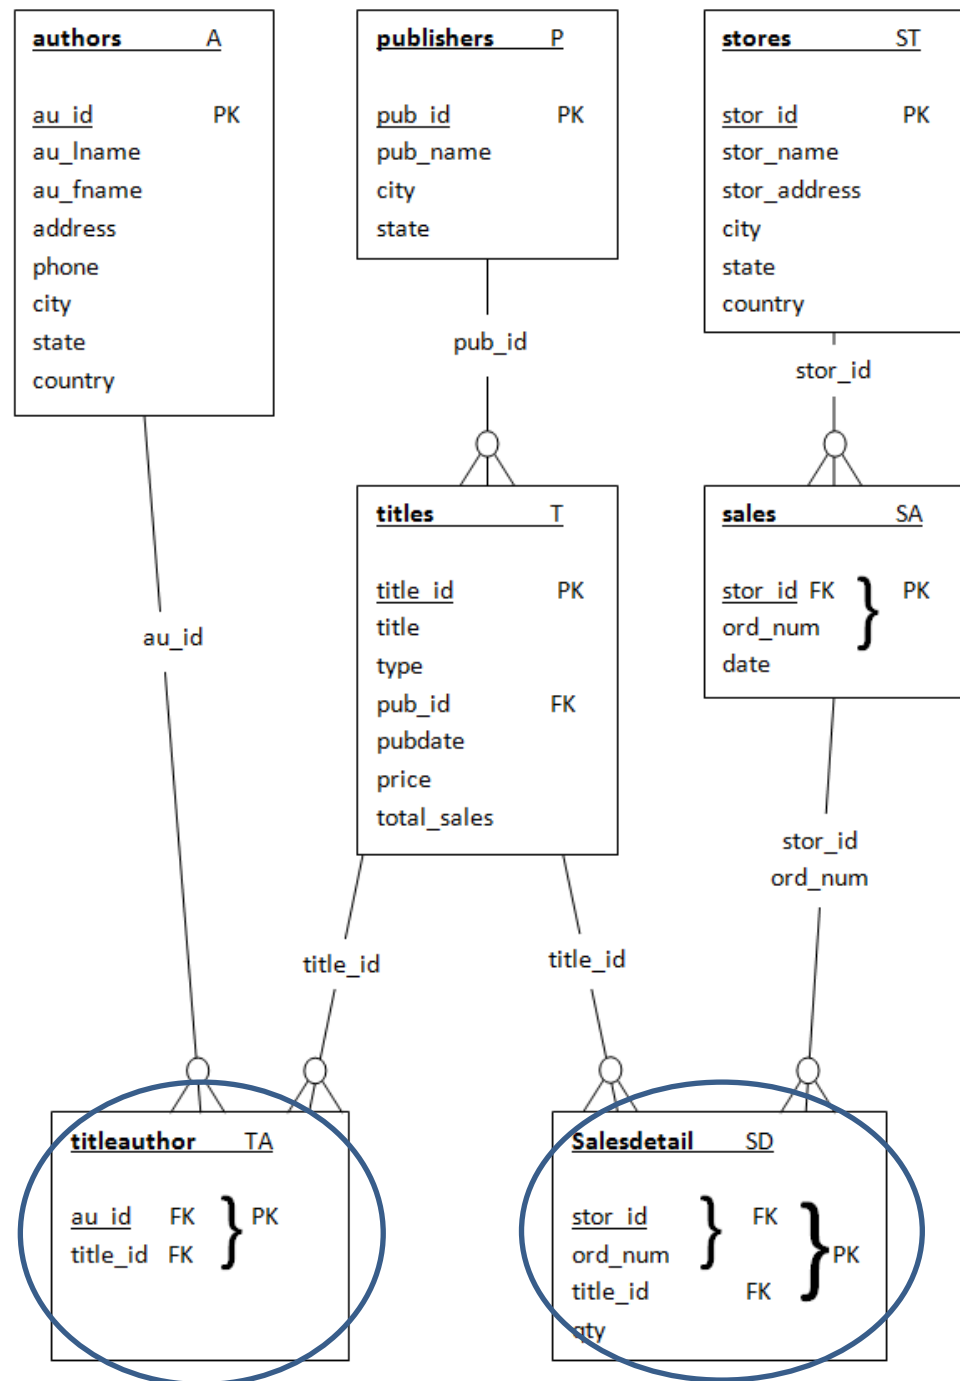 authors A
au_id PK
au_lname
au_fname
address
phone
city
state
country
publishers P
pub_id PK
pub_name
city
state
stores ST
stor_id PK
stor_name
stor_address
city
state
country
pub_id
stor_id
titles T
title_id PK
title
type
pub_id FK
pubdate
price
total_sales
sales SA
stor_id FK } PK
ord_num
date
au_id
stor_id
ord_num
title_id
title_id
titleauthor TA
au_id FK } PK
title_id FK
Salesdetail SD
stor_id } FK
ord_num } PK
title_id FK
qty